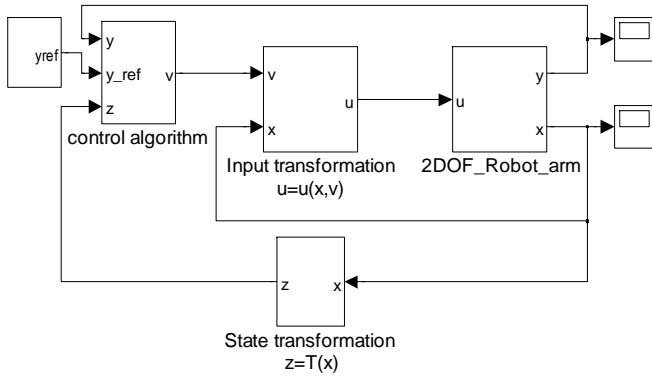 yref
y
y_ref
z
v
control algorithm
v
x
u
Input transformation
u=u(x,v)
u
y
x
2DOF_Robot_arm
z
x
State transformation
z=T(x)